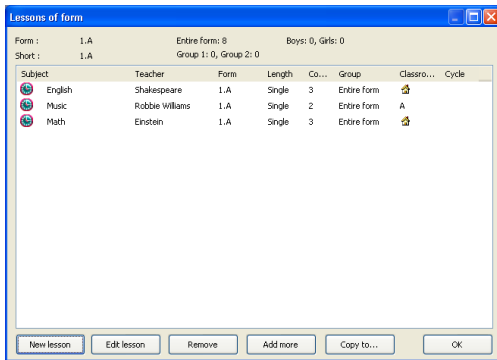 Lessons of form
Form : 1.A Entire form: 8 Boys: 0, Girls: 0
Short : 1.A Group 1: 0, Group 2: 0
Subject Teacher Form Length Co... Group Classro... Cycle
English Shakespeare 1.A Single 3 Entire form
Music Robbie Williams 1.A Single 2 Entire form A
Math Einstein 1.A Single 3 Entire form
New lesson Edit lesson Remove Add more Copy to... OK